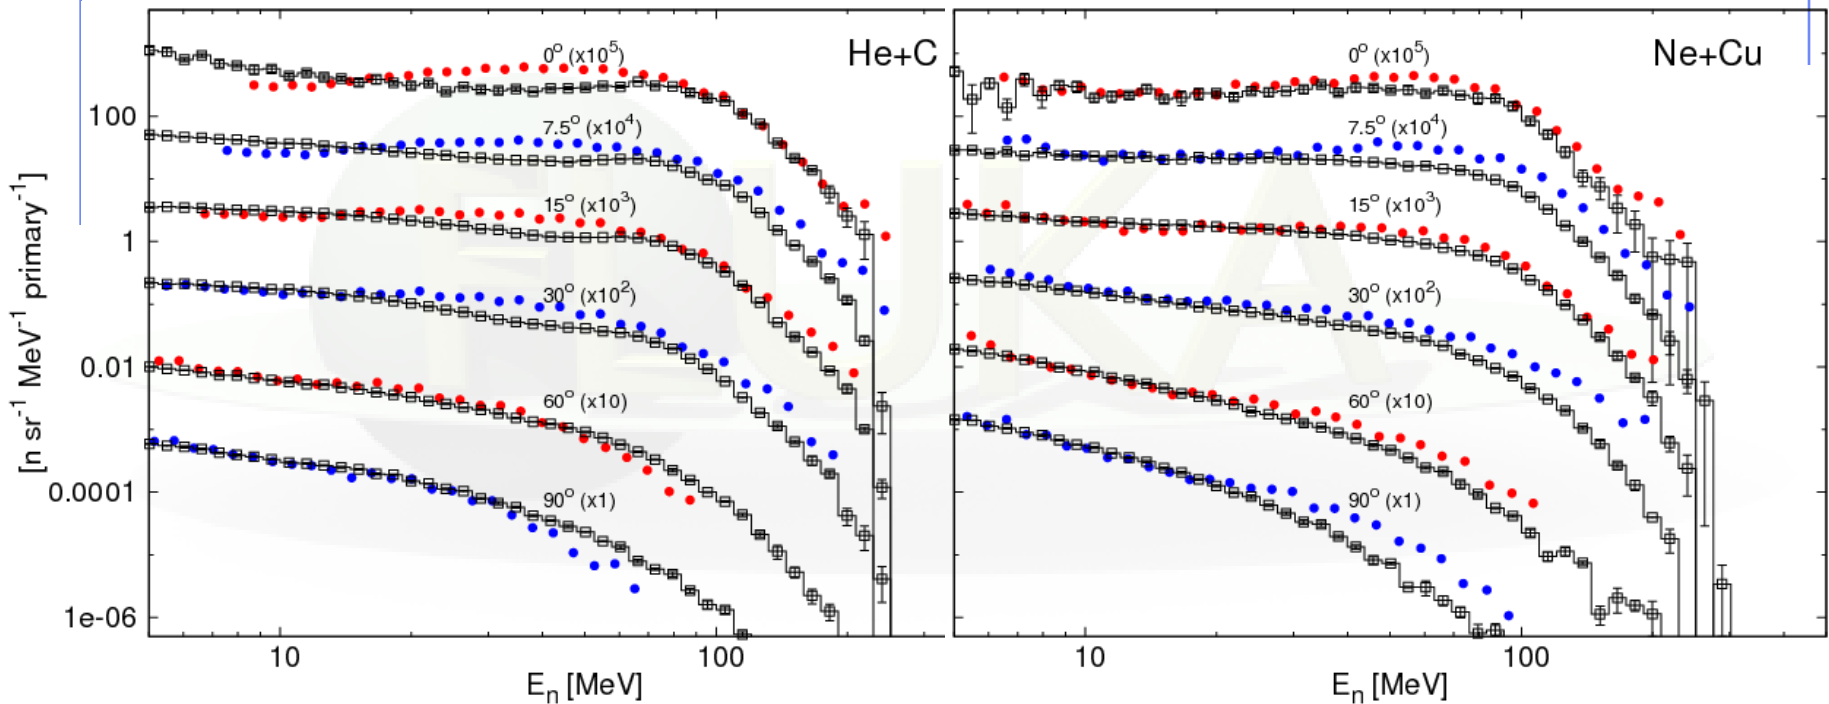 He+C
0° (x10⁵)
7.5° (x10⁴)
15° (x10³)
30° (x10²)
60° (x10)
90° (x1)
100
1
0.01
0.0001
1e-06
[n sr⁻¹ MeV⁻¹ primary⁻¹]
10 100
Eₙ [MeV]
Ne+Cu
0° (x10⁵)
7.5° (x10⁴)
15° (x10³)
30° (x10²)
60° (x10)
90° (x1)
10 100
Eₙ [MeV]
FLUKA